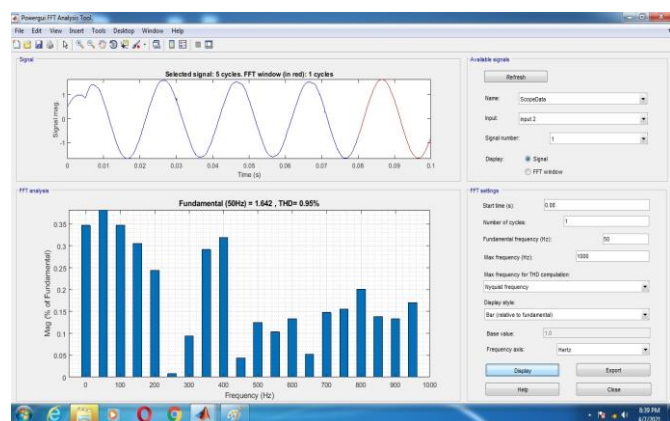 Powergui FFT Analysis Tool
File Edit View Insert Tools Desktop Window Help
Signal
Selected signal: 5 cycles. FFT window (in red): 1 cycles
Signal mag.
1
0
-1
0 0.01 0.02 0.03 0.04 0.05 0.06 0.07 0.08 0.09 0.1
Time (s)
FFT analysis
Fundamental (50Hz) = 1.642 , THD= 0.95%
Mag (% of Fundamental)
0.35
0.3
0.25
0.2
0.15
0.1
0.05
0
0 100 200 300 400 500 600 700 800 900 1000
Frequency (Hz)
Available signals
Refresh
Name: ScopeData
Input: input 2
Signal number: 1
Display: Signal
FFT window
FFT settings
Start time (s): 0.08
Number of cycles: 1
Fundamental frequency (Hz): 50
Max frequency (Hz): 1000
Max frequency for THD computation:
Nyquist frequency
Display style:
Bar (relative to fundamental)
Base value: 1.0
Frequency axis: Hertz
Display Export
Help Close
8:39 PM
4/7/2021